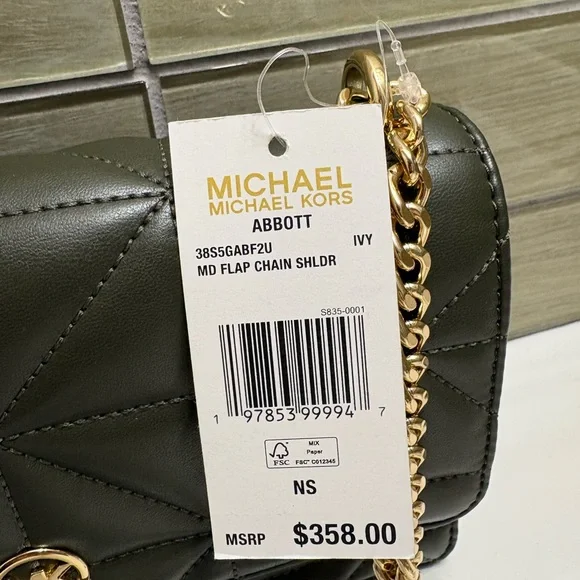 MICHAEL
MICHAEL KORS
ABBOTT
38S5GABF2U IVY
MD FLAP CHAIN SHLDR
S835-0001
1 97853 99994 7
FSC
MIX
Paper
FSC™ C012345
NS
MSRP $358.00